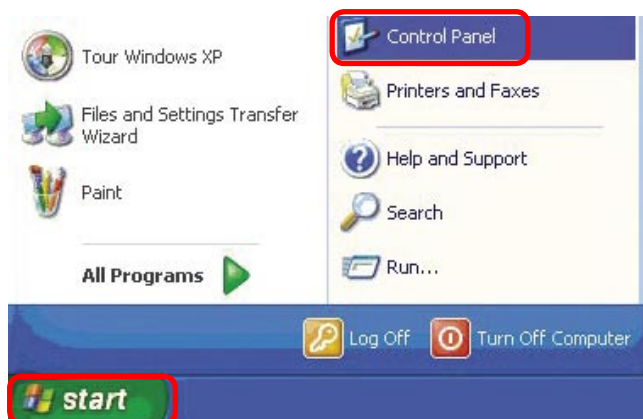 Tour Windows XP
Files and Settings Transfer
Wizard
Paint
All Programs
Control Panel
Printers and Faxes
Help and Support
Search
Run...
Log Off
Turn Off Computer
start